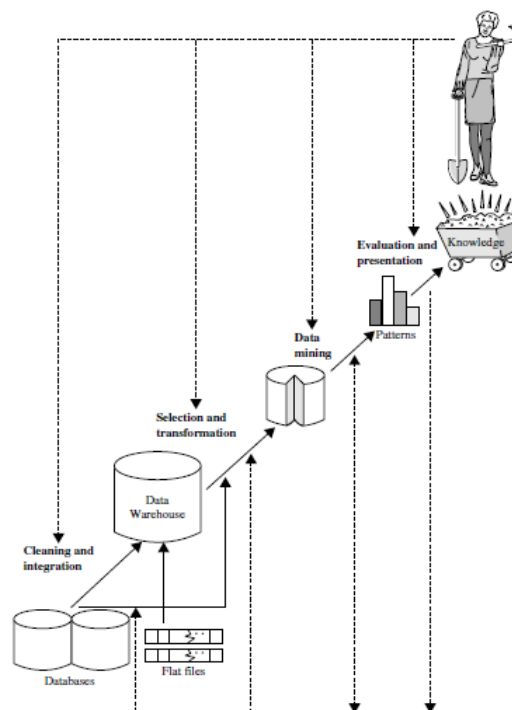 Evaluation and
presentation
Knowledge
Patterns
Data
mining
Selection and
transformation
Data
Warehouse
Cleaning and
integration
Databases
Flat files